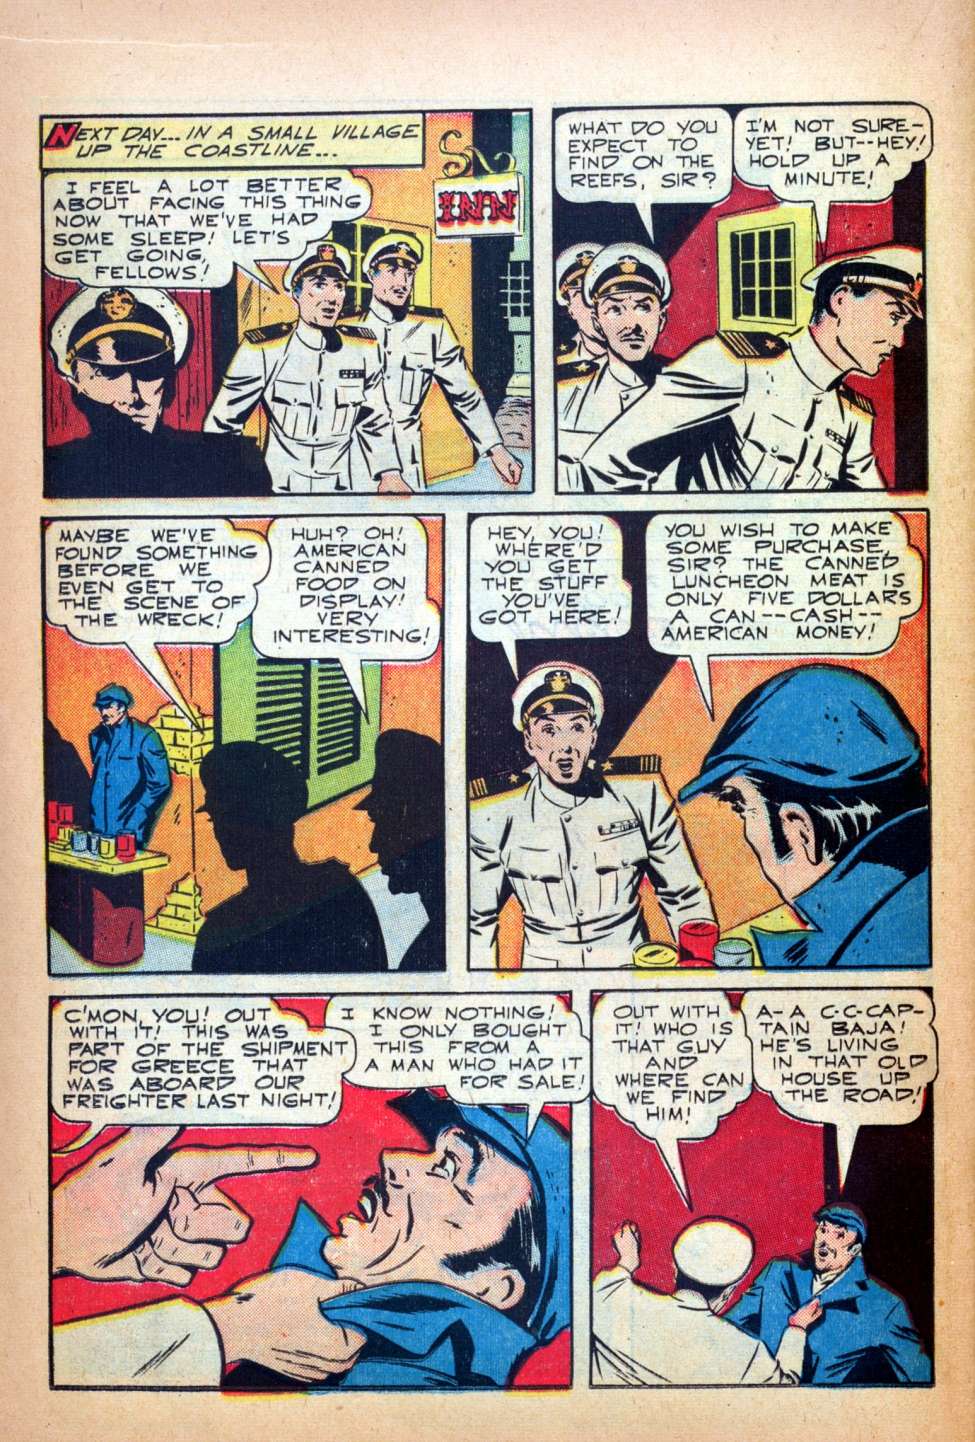 NEXT DAY... IN A SMALL VILLAGE
UP THE COASTLINE...
I FEEL A LOT BETTER
ABOUT FACING THIS THING
NOW THAT WE'VE HAD
SOME SLEEP! LET'S
GET GOING,
FELLOWS!
INN
WHAT DO YOU
EXPECT TO
FIND ON THE
REEFS, SIR?
I'M NOT SURE-
YET! BUT--HEY!
HOLD UP A
MINUTE!
MAYBE WE'VE
FOUND SOMETHING
BEFORE WE
EVEN GET TO
THE SCENE OF
THE WRECK!
HUH? OH!
AMERICAN
CANNED
FOOD ON
DISPLAY!
VERY
INTERESTING!
HEY, YOU!
WHERE'D
YOU GET
THE STUFF
YOU'VE
GOT HERE!
YOU WISH TO MAKE
SOME PURCHASE,
SIR? THE CANNED
LUNCHEON MEAT IS
ONLY FIVE DOLLARS
A CAN--CASH--
AMERICAN MONEY!
C'MON, YOU! OUT
WITH IT! THIS WAS
PART OF THE SHIPMENT
FOR GREECE THAT
WAS ABOARD OUR
FREIGHTER LAST NIGHT!
I KNOW NOTHING!
I ONLY BOUGHT
THIS FROM A
A MAN WHO HAD IT
FOR SALE!
OUT WITH
IT! WHO IS
THAT GUY
AND
WHERE CAN
WE FIND
HIM!
A-A C-C-CAP-
TAIN BAJA!
HE'S LIVING
IN THAT OLD
HOUSE UP
THE ROAD!